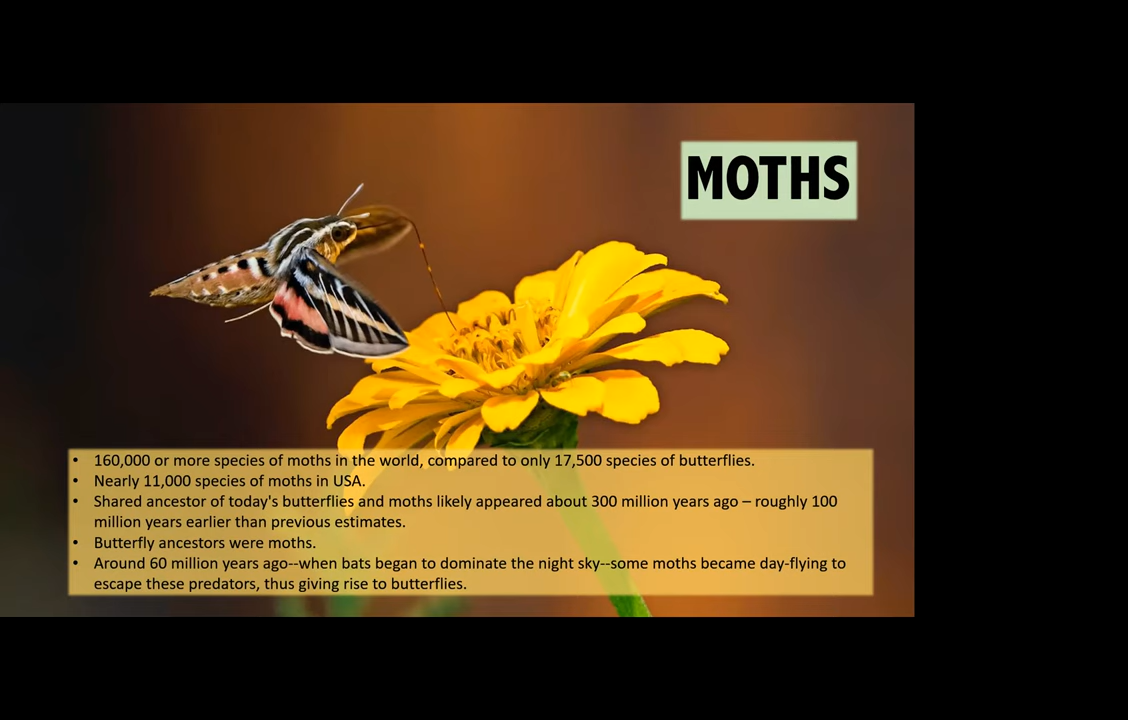 MOTHS
• 160,000 or more species of moths in the world, compared to only 17,500 species of butterflies.
• Nearly 11,000 species of moths in USA.
• Shared ancestor of today's butterflies and moths likely appeared about 300 million years ago – roughly 100
million years earlier than previous estimates.
• Butterfly ancestors were moths.
• Around 60 million years ago--when bats began to dominate the night sky--some moths became day-flying to
escape these predators, thus giving rise to butterflies.